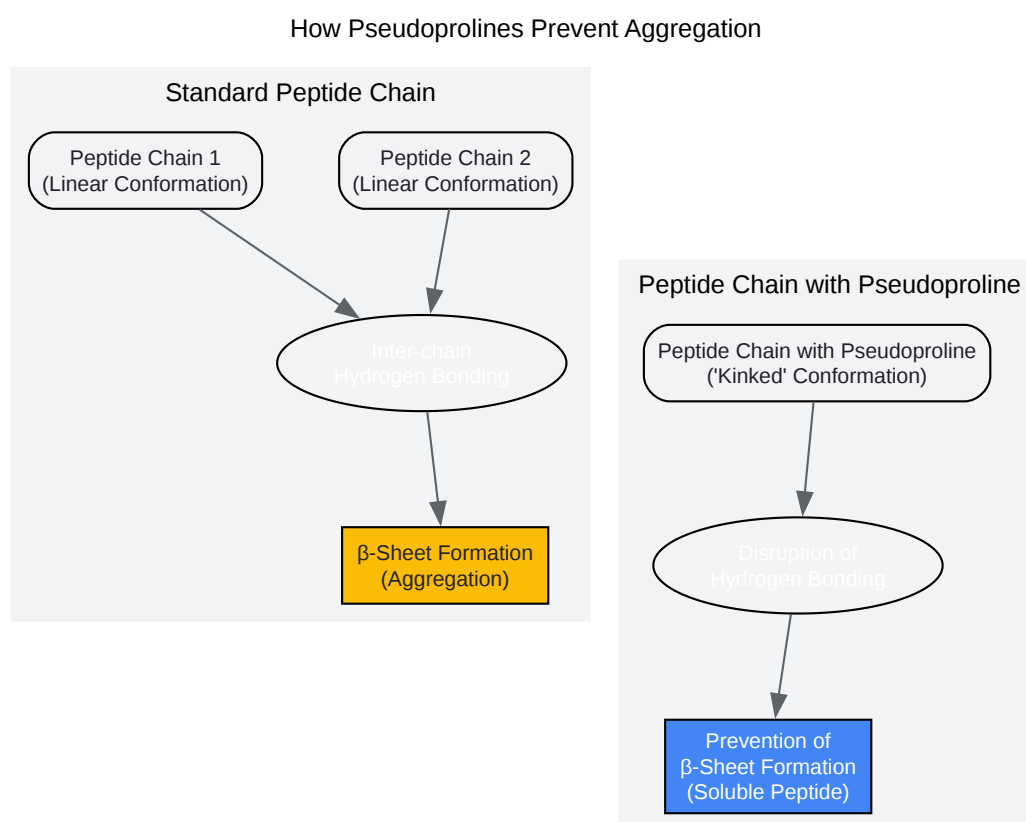 How Pseudoprolines Prevent Aggregation
Standard Peptide Chain
Peptide Chain 1
(Linear Conformation)
Peptide Chain 2
(Linear Conformation)
Inter-chain
Hydrogen Bonding
β-Sheet Formation
(Aggregation)
Peptide Chain with Pseudoproline
Peptide Chain with Pseudoproline
('Kinked' Conformation)
Disruption of
Hydrogen Bonding
Prevention of
β-Sheet Formation
(Soluble Peptide)